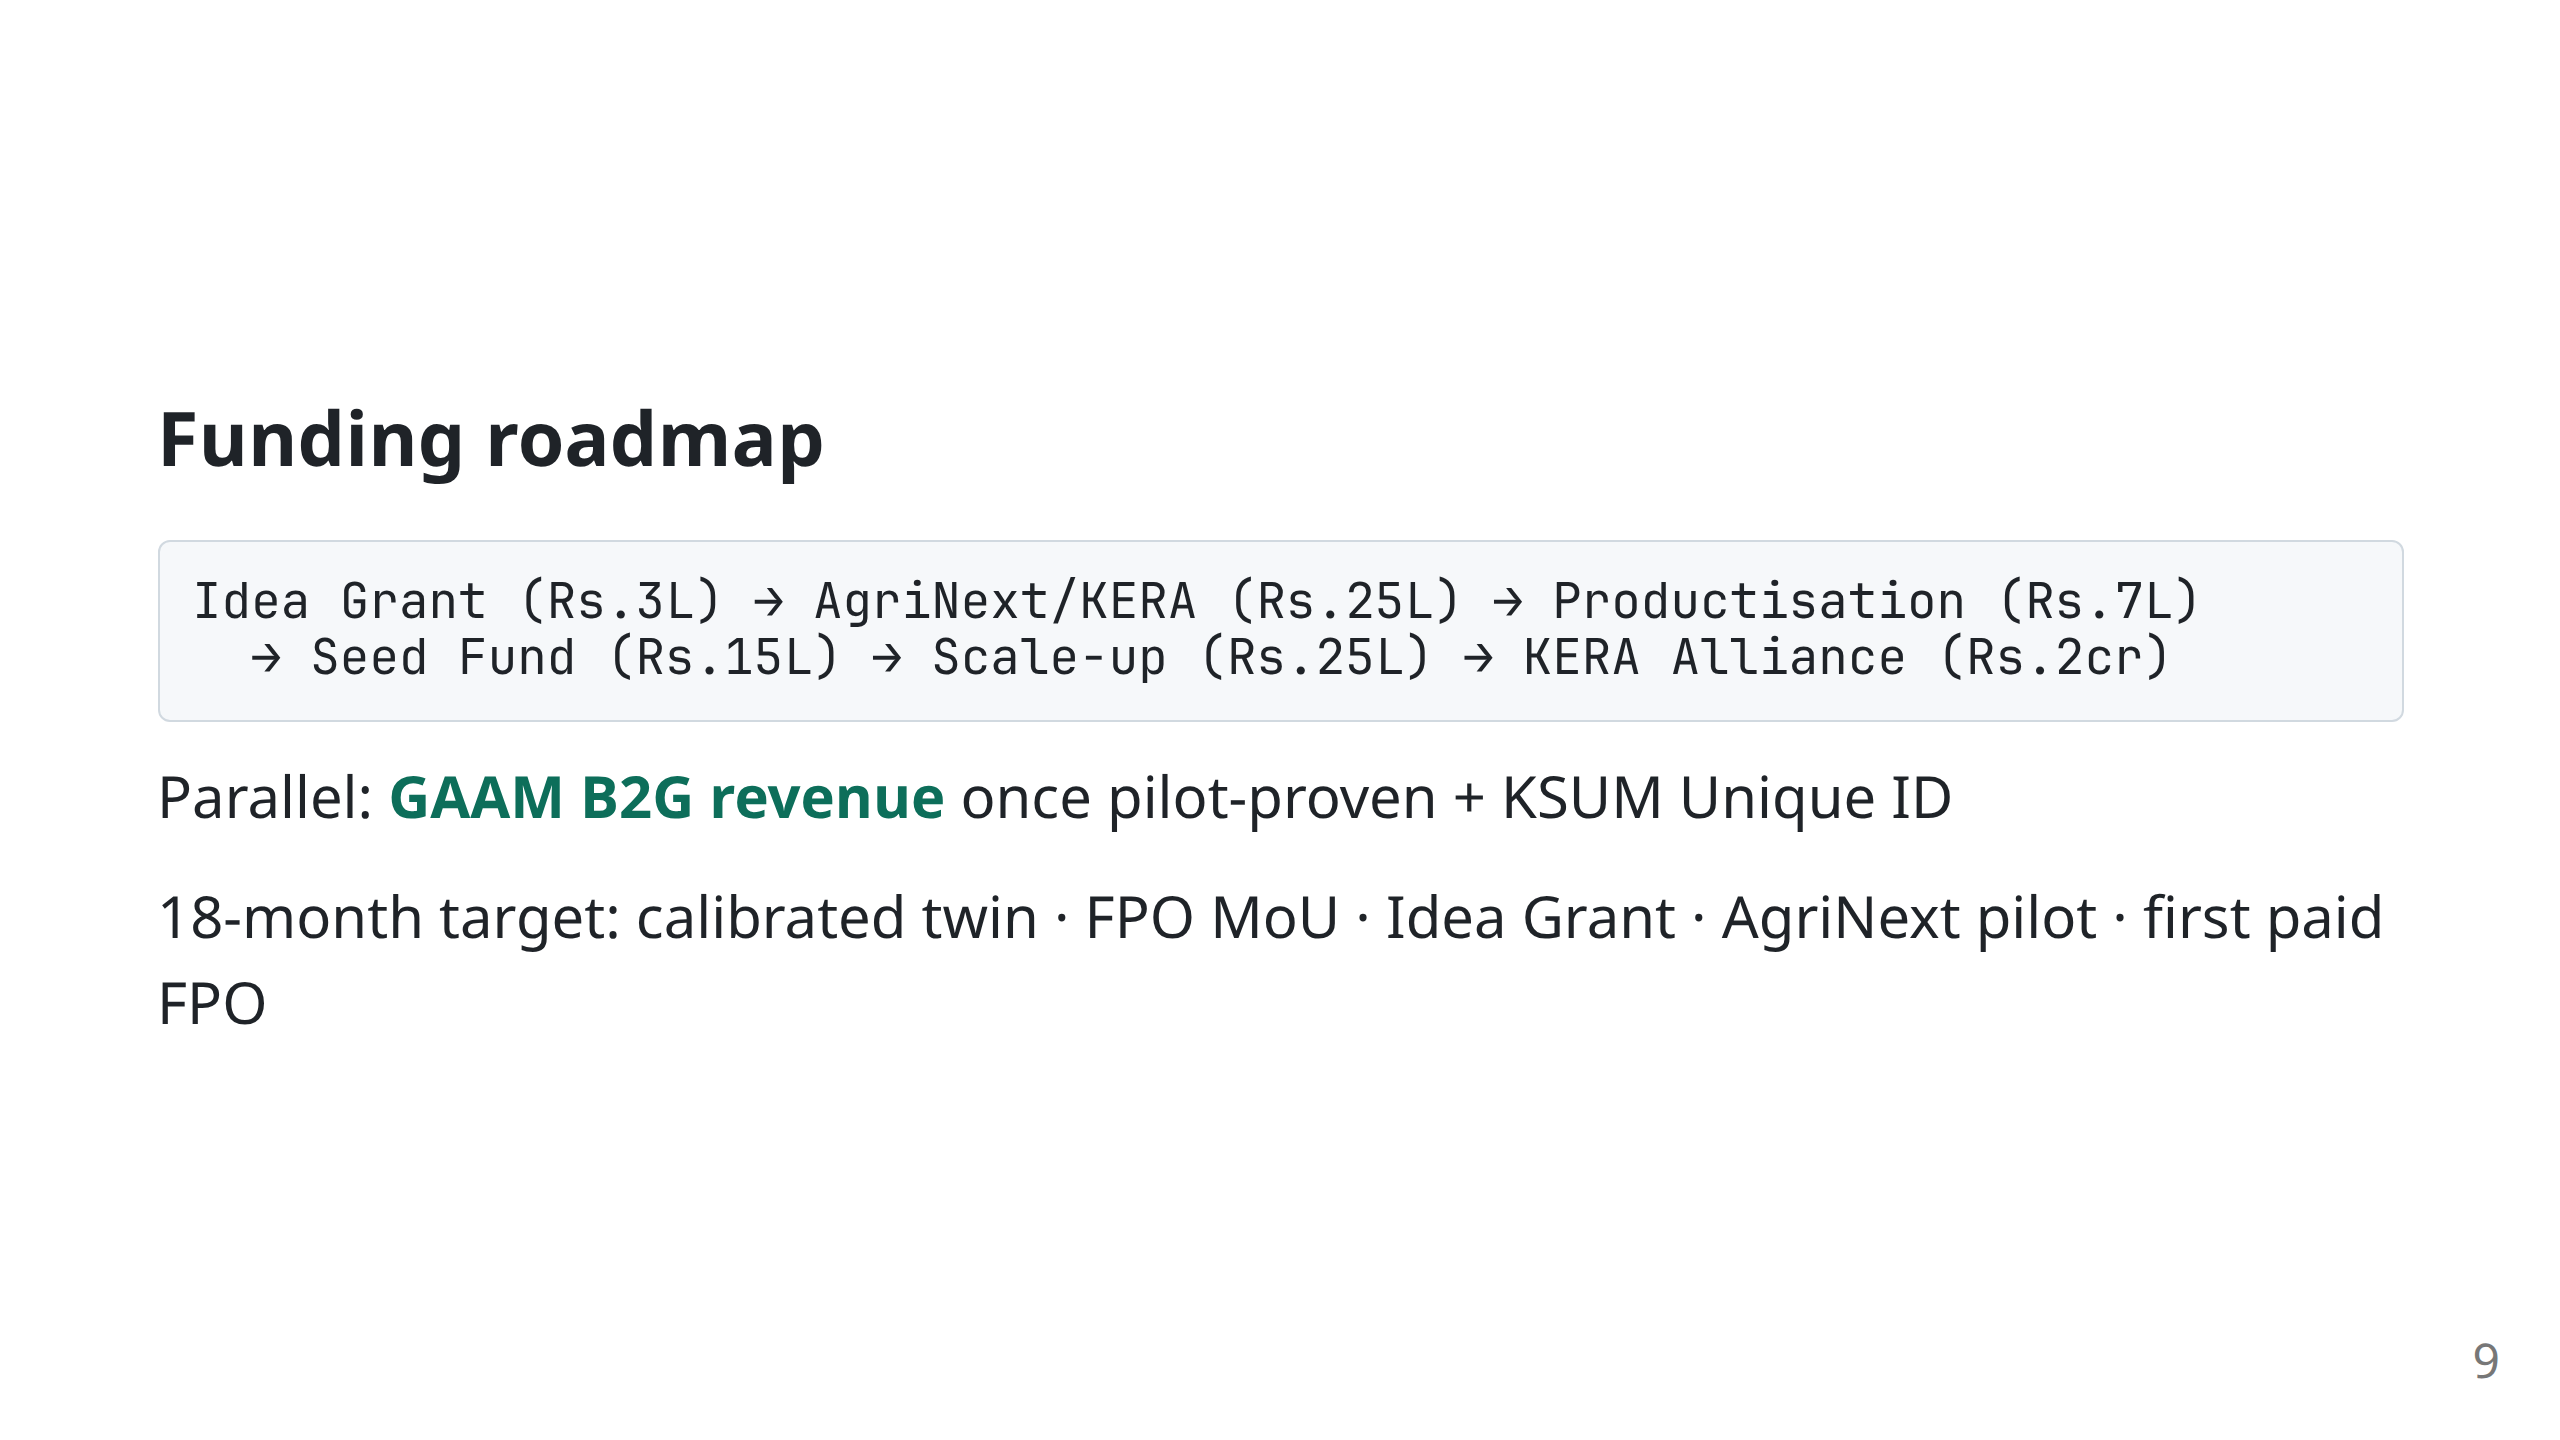 Funding roadmap
Idea Grant (Rs.3L) → AgriNext/KERA (Rs.25L) → Productisation (Rs.7L)
→ Seed Fund (Rs.15L) → Scale-up (Rs.25L) → KERA Alliance (Rs.2cr)
Parallel: GAAM B2G revenue once pilot-proven + KSUM Unique ID
18-month target: calibrated twin · FPO MoU · Idea Grant · AgriNext pilot · first paid
FPO
9